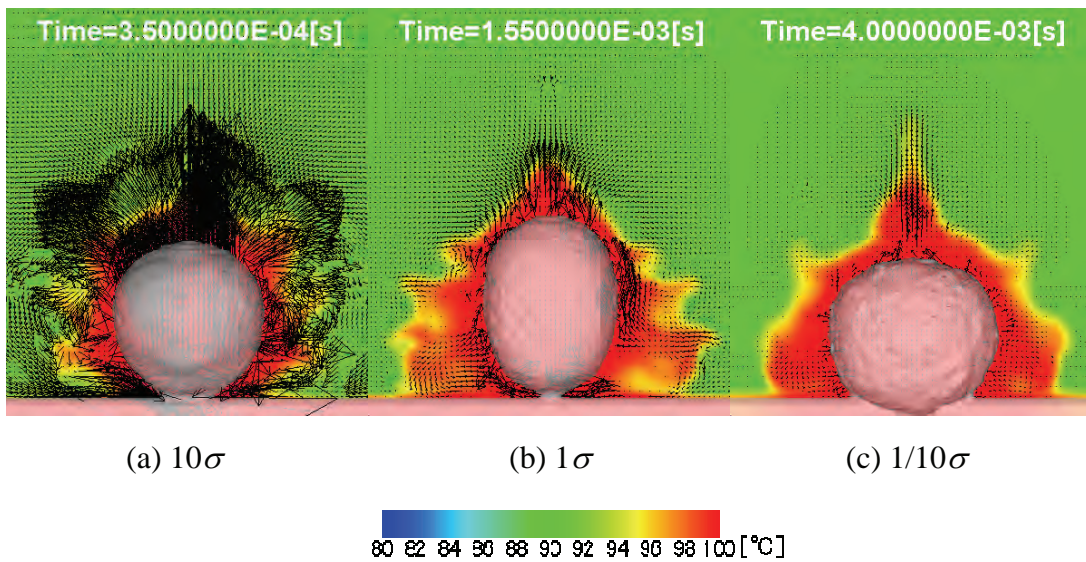 Time=3.5000000E-04[s] Time=1.5500000E-03[s] Time=4.0000000E-03[s]
(a) 10σ (b) 1σ (c) 1/10σ
80 82 84 86 88 90 92 94 96 98 100 [°C]